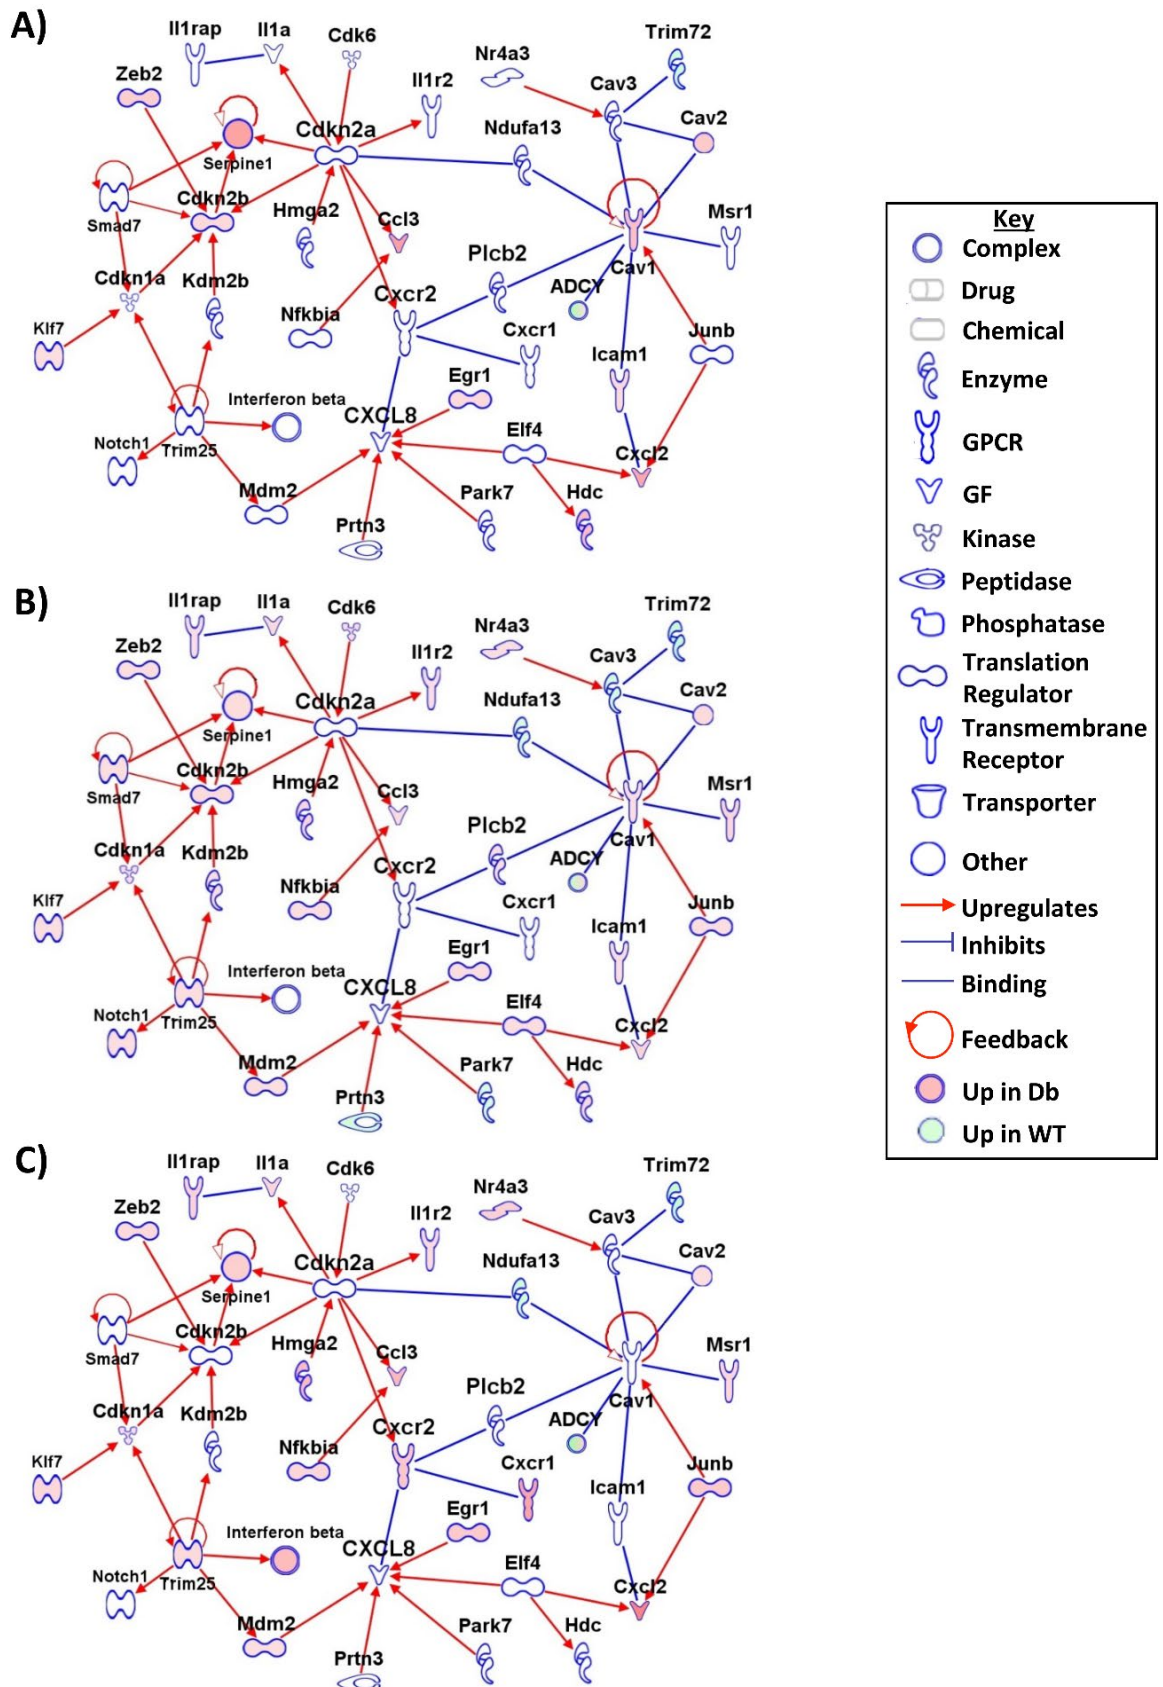 A)
Il1rap
Il1a
Cdk6
Nr4a3
Trim72
Zeb2
Il1r2
Cav3
Cdkn2a
Ndufa13
Cav2
Serpine1
Cdkn2b
Hmga2
Ccl3
Msr1
Smad7
Plcb2
Cav1
Cdkn1a
Kdm2b
Cxcr2
ADCY
Nfkbia
Klf7
Cxcr1
Icam1
Junb
Egr1
Interferon beta
CXCL8
Elf4
Notch1
Trim25
Cxcl2
Mdm2
Park7
Hdc
Prtn3
B)
Il1rap
Il1a
Cdk6
Nr4a3
Trim72
Zeb2
Il1r2
Cav3
Cdkn2a
Ndufa13
Cav2
Serpine1
Cdkn2b
Hmga2
Ccl3
Msr1
Smad7
Plcb2
Cav1
Cdkn1a
Kdm2b
Cxcr2
ADCY
Nfkbia
Klf7
Cxcr1
Icam1
Junb
Egr1
Interferon beta
CXCL8
Elf4
Notch1
Trim25
Cxcl2
Mdm2
Park7
Hdc
Prtn3
C)
Il1rap
Il1a
Cdk6
Nr4a3
Trim72
Zeb2
Il1r2
Cav3
Cdkn2a
Ndufa13
Cav2
Serpine1
Cdkn2b
Hmga2
Ccl3
Msr1
Smad7
Plcb2
Cav1
Cdkn1a
Kdm2b
Cxcr2
ADCY
Nfkbia
Klf7
Cxcr1
Icam1
Junb
Egr1
Interferon beta
CXCL8
Elf4
Notch1
Trim25
Cxcl2
Mdm2
Park7
Hdc
Prtn3
Key
Complex
Drug
Chemical
Enzyme
GPCR
GF
Kinase
Peptidase
Phosphatase
Translation
Regulator
Transmembrane
Receptor
Transporter
Other
Upregulates
Inhibits
Binding
Feedback
Up in Db
Up in WT